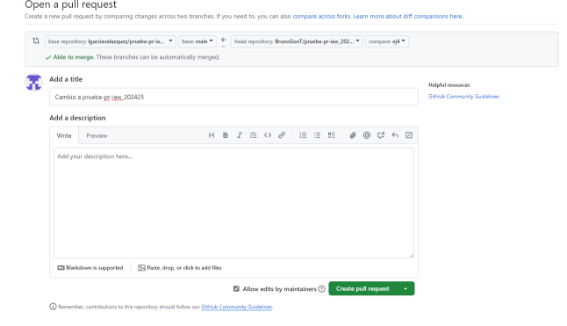 Open a pull request
Create a new pull request by comparing changes across two branches. If you need to, you can also compare across forks. Learn more about diff comparisons here.
base repository: lgarciavelazquez/prueba-pr-ia... base: main head repository: BrunoGonT/prueba-pr-iaw_202... compare: ej4
Able to merge. These branches can be automatically merged.
Add a title
Cambio a prueba-pr-iaw_202425
Helpful resources
GitHub Community Guidelines
Add a description
Write Preview
Add your description here...
Markdown is supported Paste, drop, or click to add files
Allow edits by maintainers Create pull request
Remember, contributions to this repository should follow our GitHub Community Guidelines